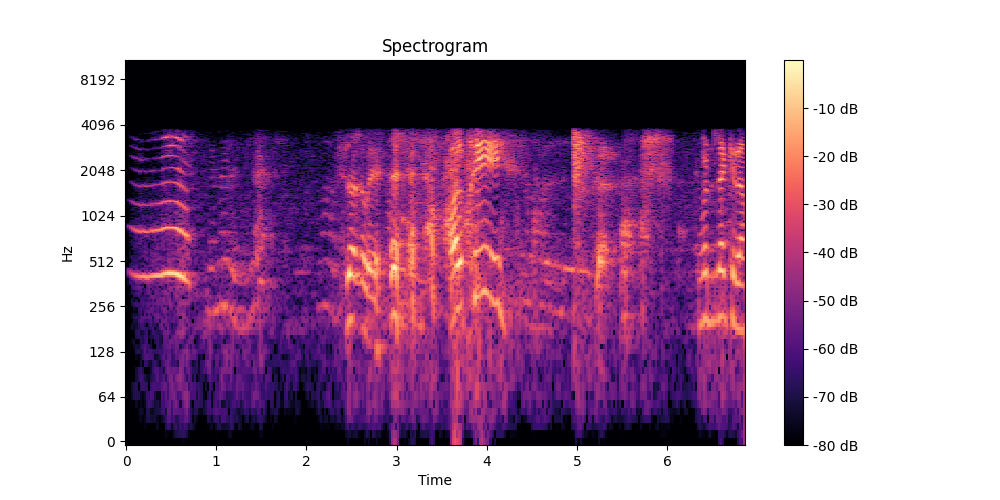 Spectrogram
8192
4096
2048
1024
512
256
128
64
0
Hz
0 1 2 3 4 5 6
Time
-10 dB
-20 dB
-30 dB
-40 dB
-50 dB
-60 dB
-70 dB
-80 dB